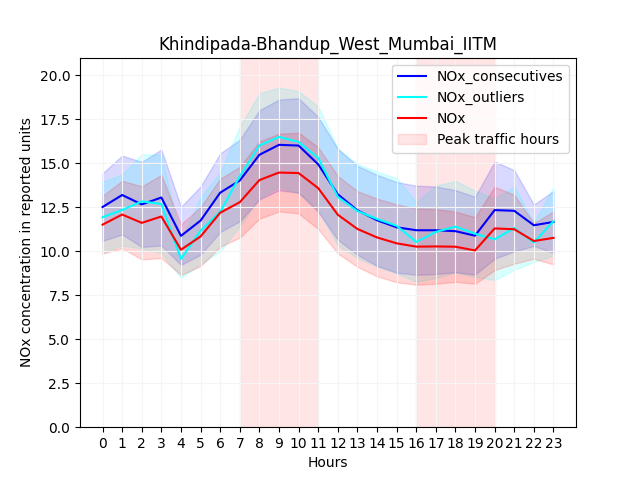 Khindipada-Bhandup_West_Mumbai_IITM
NOx_consecutives
NOx_outliers
NOx
Peak traffic hours
NOx concentration in reported units
20.0
17.5
15.0
12.5
10.0
7.5
5.0
2.5
0.0
0 1 2 3 4 5 6 7 8 9 10 11 12 13 14 15 16 17 18 19 20 21 22 23
Hours